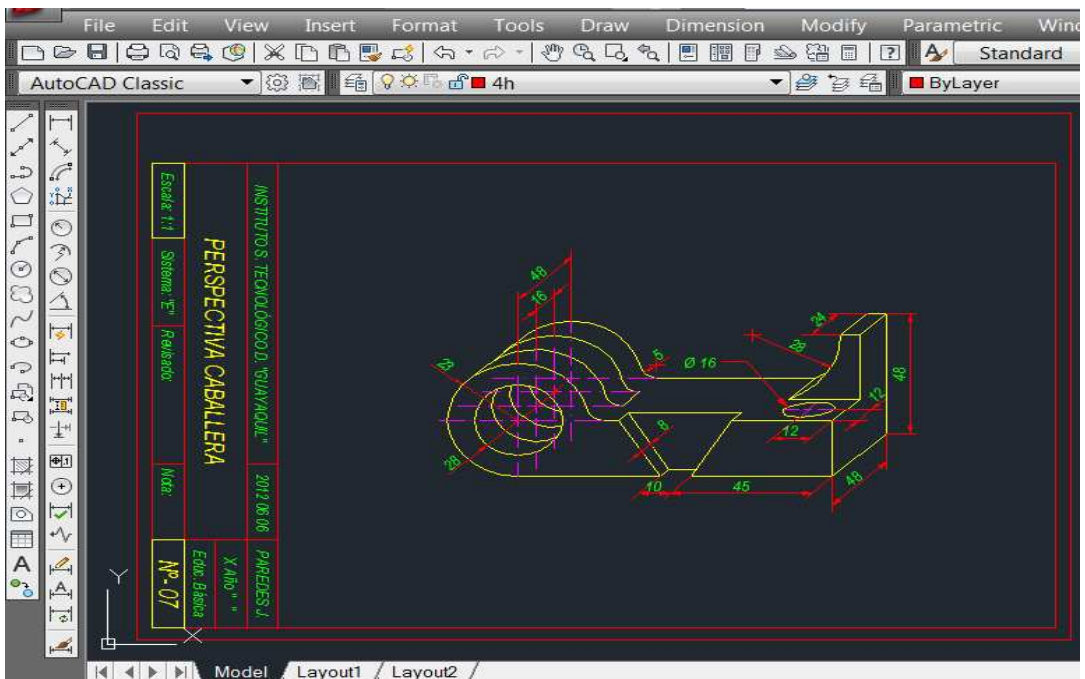 File Edit View Insert Format Tools Draw Dimension Modify Parametric Wind
A Standard
AutoCAD Classic 4h ByLayer
INSTITUTO S. TECNOLÓGICO D. "GUAYAQUIL" 2012 06 06 PAREDES J.
PERSPECTIVA CABALLERA X Año " "
Educ. Básica
Escala: 1:1 Sistema: "E" Revisado: Nota: Nº- 07
48
16
23
5
Ø 16
24
28
48
12
12
8
28
10
45
48
Y
X
A
Model Layout1 Layout2